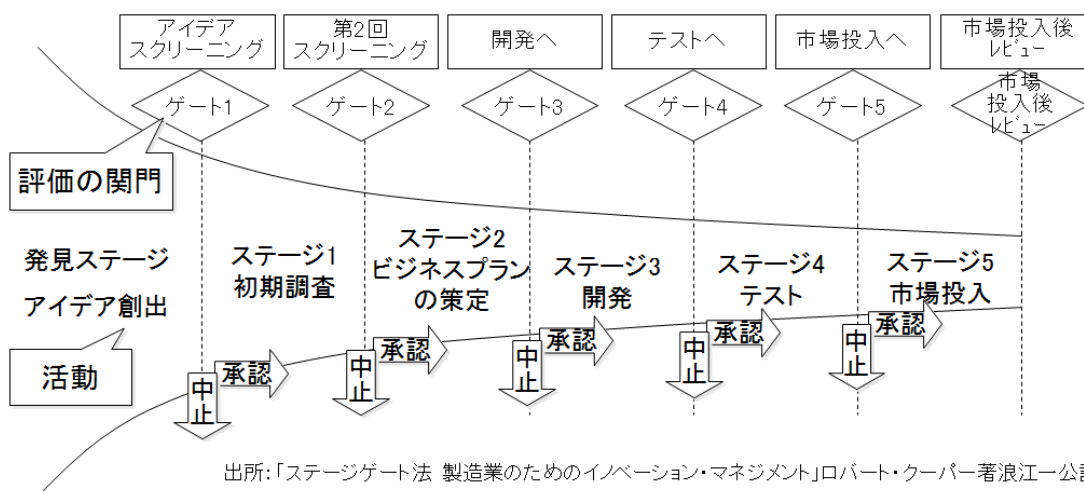 アイデア
スクリーニング
第2回
スクリーニング
開発へ
テストへ
市場投入へ
市場投入後
レビュー
ゲート1
ゲート2
ゲート3
ゲート4
ゲート5
市場
投入後
レビュー
評価の関門
発見ステージ
アイデア創出
ステージ1
初期調査
ステージ2
ビジネスプラン
の策定
ステージ3
開発
ステージ4
テスト
ステージ5
市場投入
活動
中止
承認
中止
承認
中止
承認
中止
承認
中止
承認
出所:「ステージゲート法 製造業のためのイノベーション・マネジメント」ロバート・クーパー著浪江一公